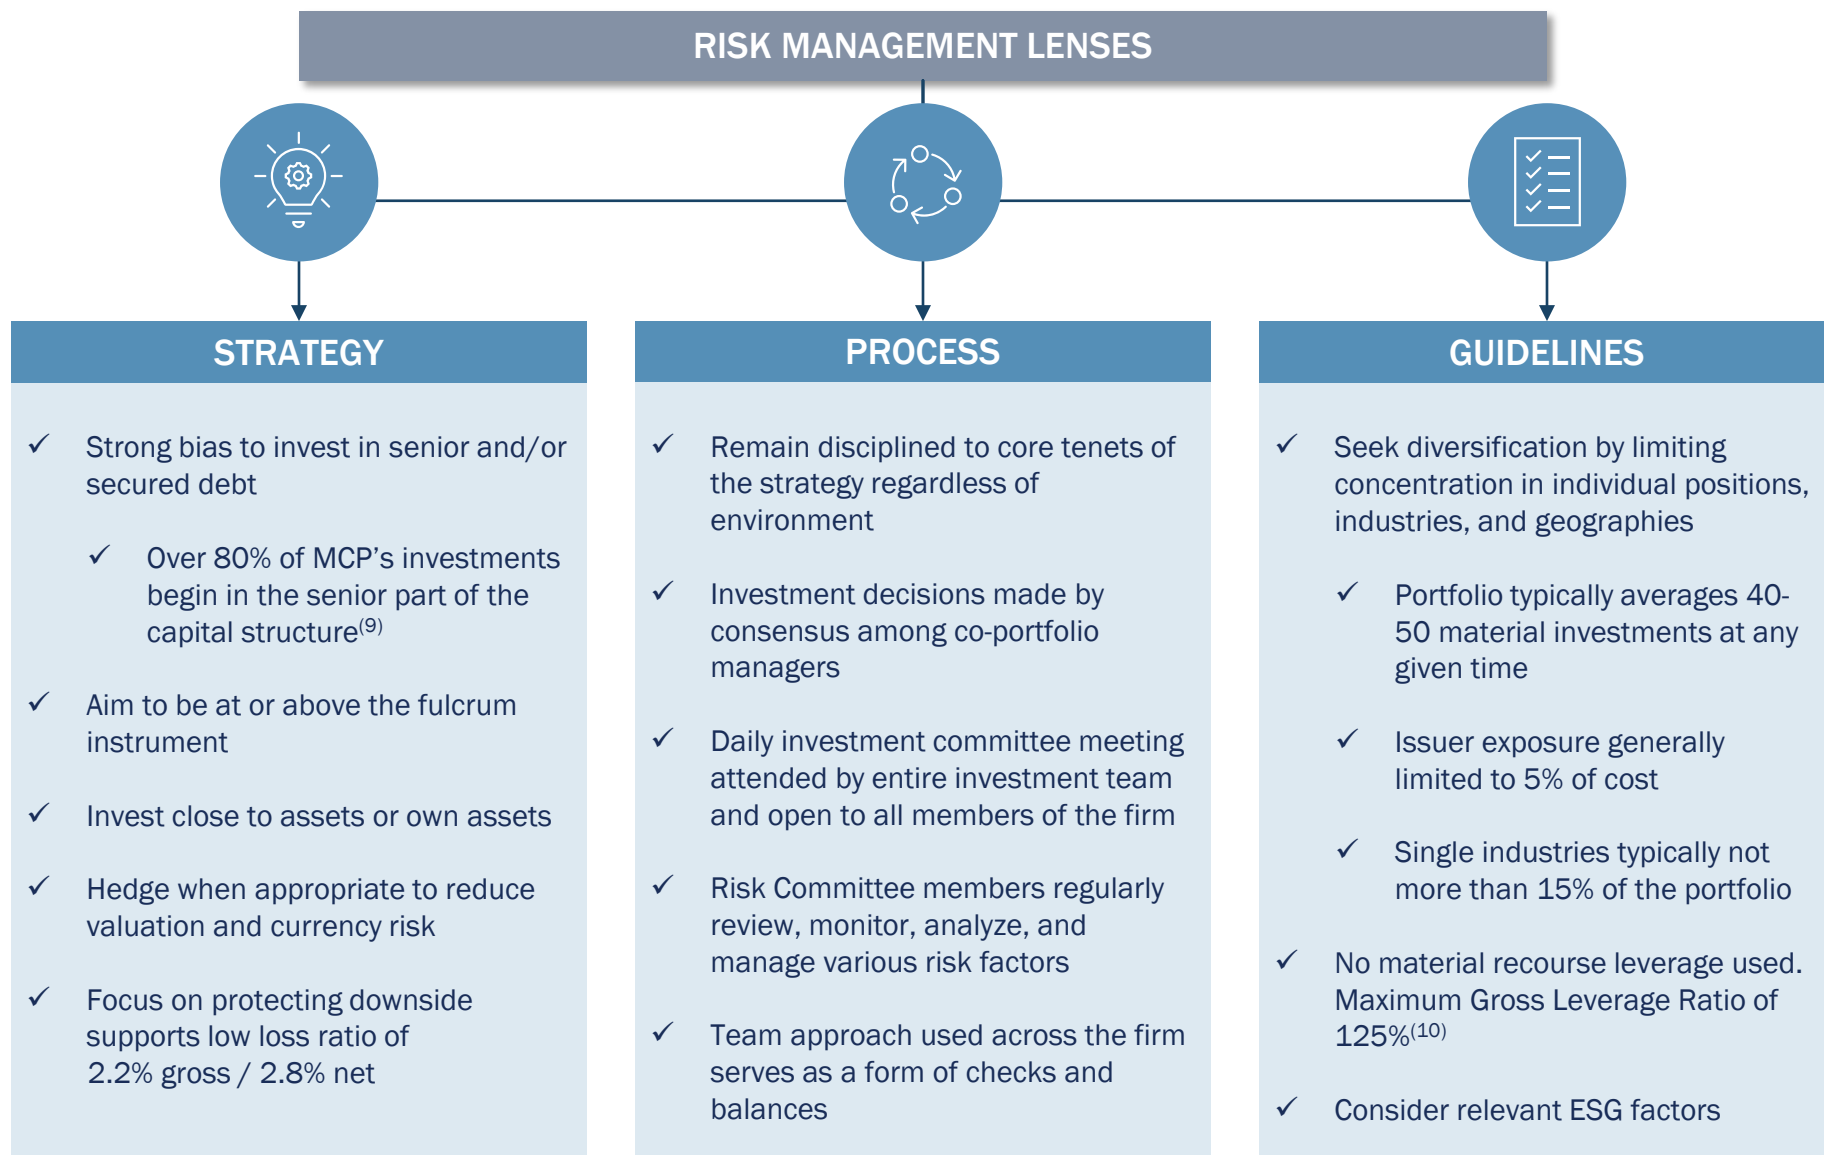 RISK MANAGEMENT LENSES
STRATEGY
✓ Strong bias to invest in senior and/or
secured debt
✓ Over 80% of MCP’s investments
begin in the senior part of the
capital structure(9)
✓ Aim to be at or above the fulcrum
instrument
✓ Invest close to assets or own assets
✓ Hedge when appropriate to reduce
valuation and currency risk
✓ Focus on protecting downside
supports low loss ratio of
2.2% gross / 2.8% net
PROCESS
✓ Remain disciplined to core tenets of
the strategy regardless of
environment
✓ Investment decisions made by
consensus among co-portfolio
managers
✓ Daily investment committee meeting
attended by entire investment team
and open to all members of the firm
✓ Risk Committee members regularly
review, monitor, analyze, and
manage various risk factors
✓ Team approach used across the firm
serves as a form of checks and
balances
GUIDELINES
✓ Seek diversification by limiting
concentration in individual positions,
industries, and geographies
✓ Portfolio typically averages 40-
50 material investments at any
given time
✓ Issuer exposure generally
limited to 5% of cost
✓ Single industries typically not
more than 15% of the portfolio
✓ No material recourse leverage used.
Maximum Gross Leverage Ratio of
125%(10)
✓ Consider relevant ESG factors